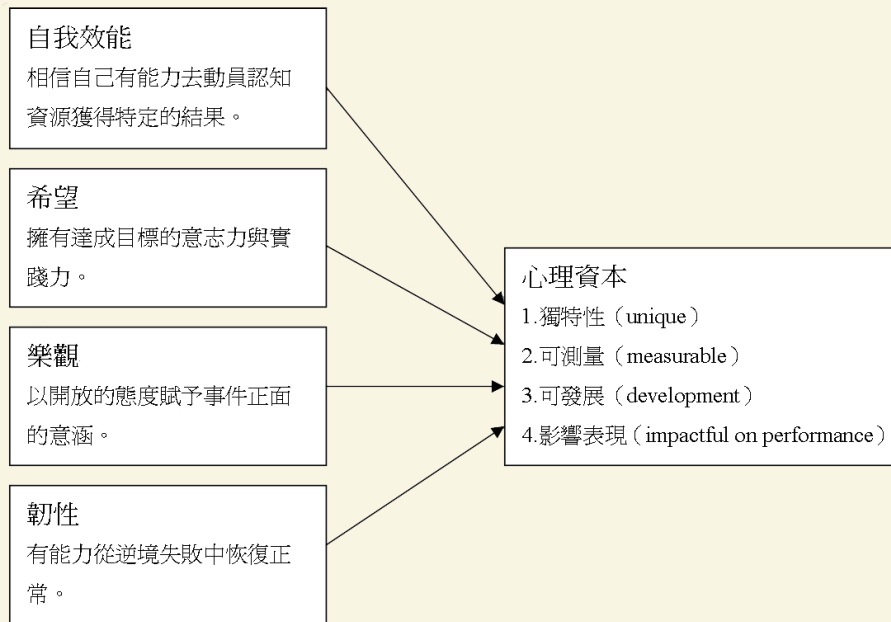 自我效能
相信自己有能力去動員認知
資源獲得特定的結果。
希望
擁有達成目標的意志力與實
踐力。
樂觀
以開放的態度賦予事件正面
的意涵。
韌性
有能力從逆境失敗中恢復正
常。
心理資本
1.獨特性（unique）
2.可測量（measurable）
3.可發展（development）
4.影響表現（impactful on performance）